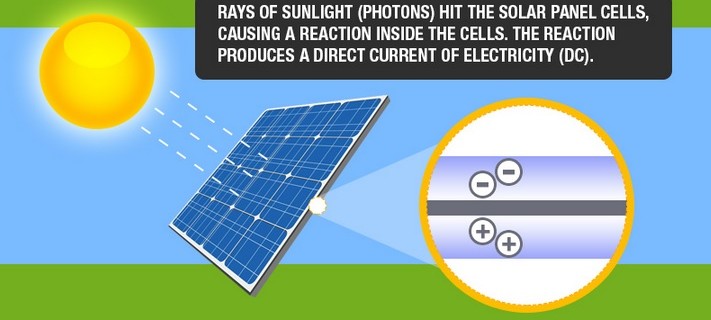 RAYS OF SUNLIGHT (PHOTONS) HIT THE SOLAR PANEL CELLS,
CAUSING A REACTION INSIDE THE CELLS. THE REACTION
PRODUCES A DIRECT CURRENT OF ELECTRICITY (DC).
- -
+ +